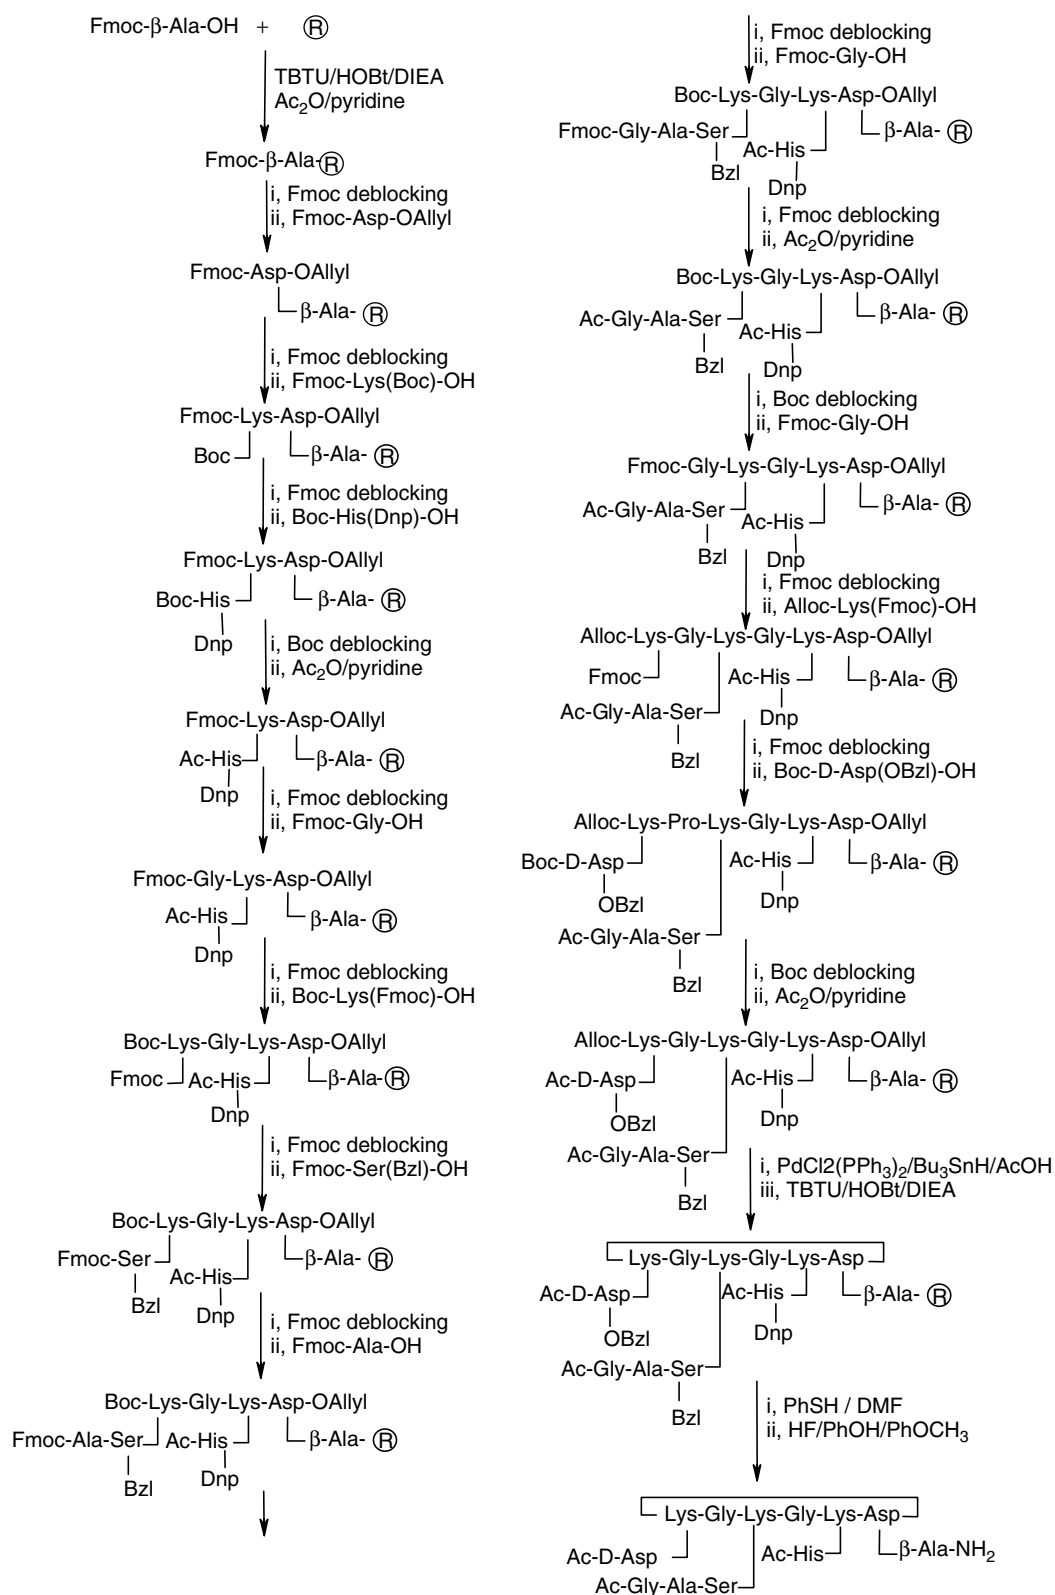 Fmoc-β-Ala-OH + Ⓡ
TBTU/HOBt/DIEA
Ac₂O/pyridine
Fmoc-β-Ala-Ⓡ
i, Fmoc deblocking
ii, Fmoc-Asp-OAllyl
Fmoc-Asp-OAllyl
β-Ala- Ⓡ
i, Fmoc deblocking
ii, Fmoc-Lys(Boc)-OH
Fmoc-Lys-Asp-OAllyl
Boc β-Ala- Ⓡ
i, Fmoc deblocking
ii, Boc-His(Dnp)-OH
Fmoc-Lys-Asp-OAllyl
Boc-His β-Ala- Ⓡ
Dnp
i, Boc deblocking
ii, Ac₂O/pyridine
Fmoc-Lys-Asp-OAllyl
Ac-His β-Ala- Ⓡ
Dnp
i, Fmoc deblocking
ii, Fmoc-Gly-OH
Fmoc-Gly-Lys-Asp-OAllyl
Ac-His β-Ala- Ⓡ
Dnp
i, Fmoc deblocking
ii, Boc-Lys(Fmoc)-OH
Boc-Lys-Gly-Lys-Asp-OAllyl
Fmoc Ac-His β-Ala-Ⓡ
Dnp
i, Fmoc deblocking
ii, Fmoc-Ser(Bzl)-OH
Boc-Lys-Gly-Lys-Asp-OAllyl
Fmoc-Ser Ac-His β-Ala- Ⓡ
Bzl Dnp
i, Fmoc deblocking
ii, Fmoc-Ala-OH
Boc-Lys-Gly-Lys-Asp-OAllyl
Fmoc-Ala-Ser Ac-His β-Ala- Ⓡ
Bzl Dnp
i, Fmoc deblocking
ii, Fmoc-Gly-OH
Boc-Lys-Gly-Lys-Asp-OAllyl
Fmoc-Gly-Ala-Ser Ac-His β-Ala- Ⓡ
Bzl Dnp
i, Fmoc deblocking
ii, Ac₂O/pyridine
Boc-Lys-Gly-Lys-Asp-OAllyl
Ac-Gly-Ala-Ser Ac-His β-Ala- Ⓡ
Bzl Dnp
i, Boc deblocking
ii, Fmoc-Gly-OH
Fmoc-Gly-Lys-Gly-Lys-Asp-OAllyl
Ac-Gly-Ala-Ser Ac-His β-Ala- Ⓡ
Bzl Dnp
i, Fmoc deblocking
ii, Alloc-Lys(Fmoc)-OH
Alloc-Lys-Gly-Lys-Gly-Lys-Asp-OAllyl
Fmoc Ac-His β-Ala- Ⓡ
Ac-Gly-Ala-Ser Dnp
Bzl
i, Fmoc deblocking
ii, Boc-D-Asp(OBzl)-OH
Alloc-Lys-Pro-Lys-Gly-Lys-Asp-OAllyl
Boc-D-Asp Ac-His β-Ala- Ⓡ
OBzl Dnp
Ac-Gly-Ala-Ser
Bzl
i, Boc deblocking
ii, Ac₂O/pyridine
Alloc-Lys-Gly-Lys-Gly-Lys-Asp-OAllyl
Ac-D-Asp Ac-His β-Ala- Ⓡ
OBzl Dnp
Ac-Gly-Ala-Ser
Bzl
i, PdCl2(PPh₃)₂/Bu₃SnH/AcOH
iii, TBTU/HOBt/DIEA
Lys-Gly-Lys-Gly-Lys-Asp
Ac-D-Asp Ac-His β-Ala- Ⓡ
OBzl Dnp
Ac-Gly-Ala-Ser
Bzl
i, PhSH / DMF
ii, HF/PhOH/PhOCH₃
Lys-Gly-Lys-Gly-Lys-Asp
Ac-D-Asp Ac-His β-Ala-NH₂
Ac-Gly-Ala-Ser